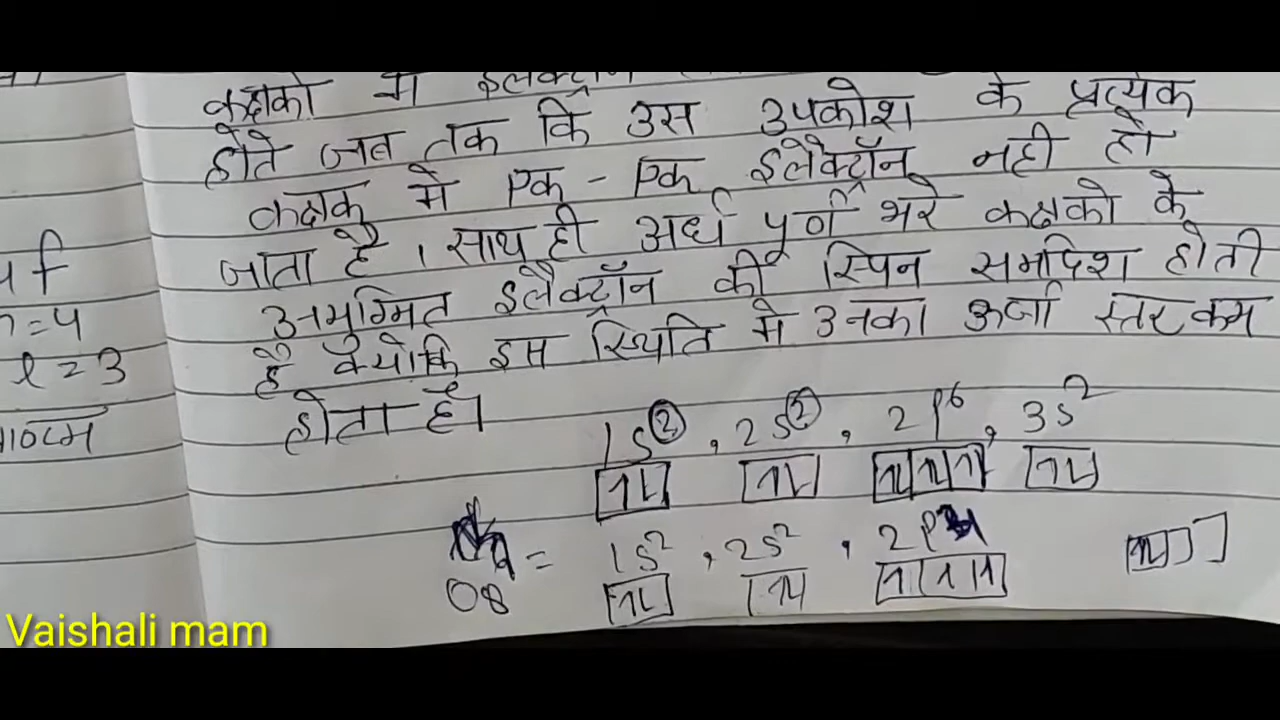 कक्षको में इलेक्ट्रॉन
होते जब तक कि उस उपकोश के प्रत्येक
कक्षक में एक - एक इलेक्ट्रॉन नही हो
जाता है । साथ ही अर्ध पूर्ण भरे कक्षको के
अयुग्मित इलैक्ट्रॉन की स्पिन समदिश होती
है क्योकि इस स्थिति मे उनका ऊर्जा स्तर कम
होता है।
f
n=4
l=3
1s², 2s², 2p⁶, 3s²
= 1s², 2s², 2p
08
Vaishali mam